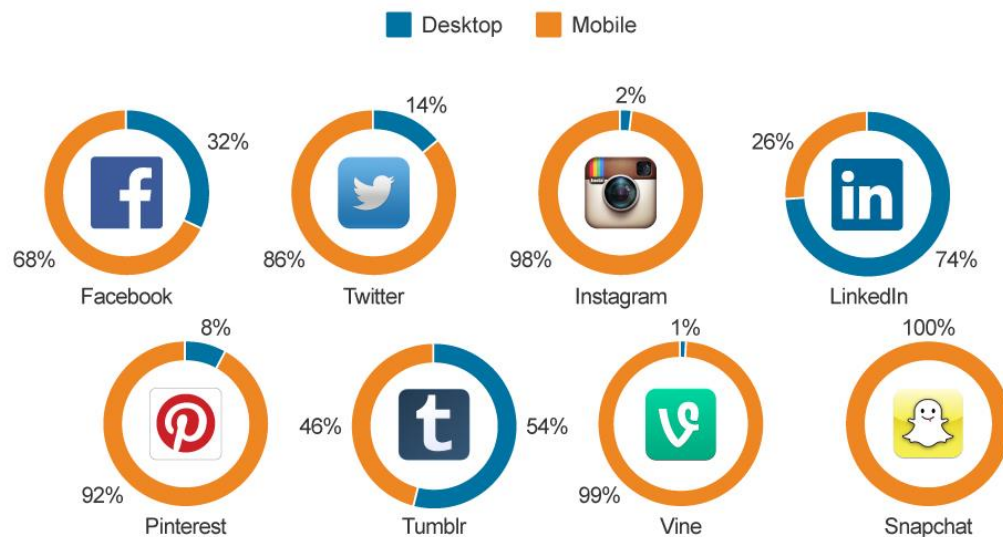 Desktop Mobile
14% 2%
32% 26%
68% 86% 98% 74%
Facebook Twitter Instagram LinkedIn
8% 1% 100%
46% 54%
92% 99%
Pinterest Tumblr Vine Snapchat